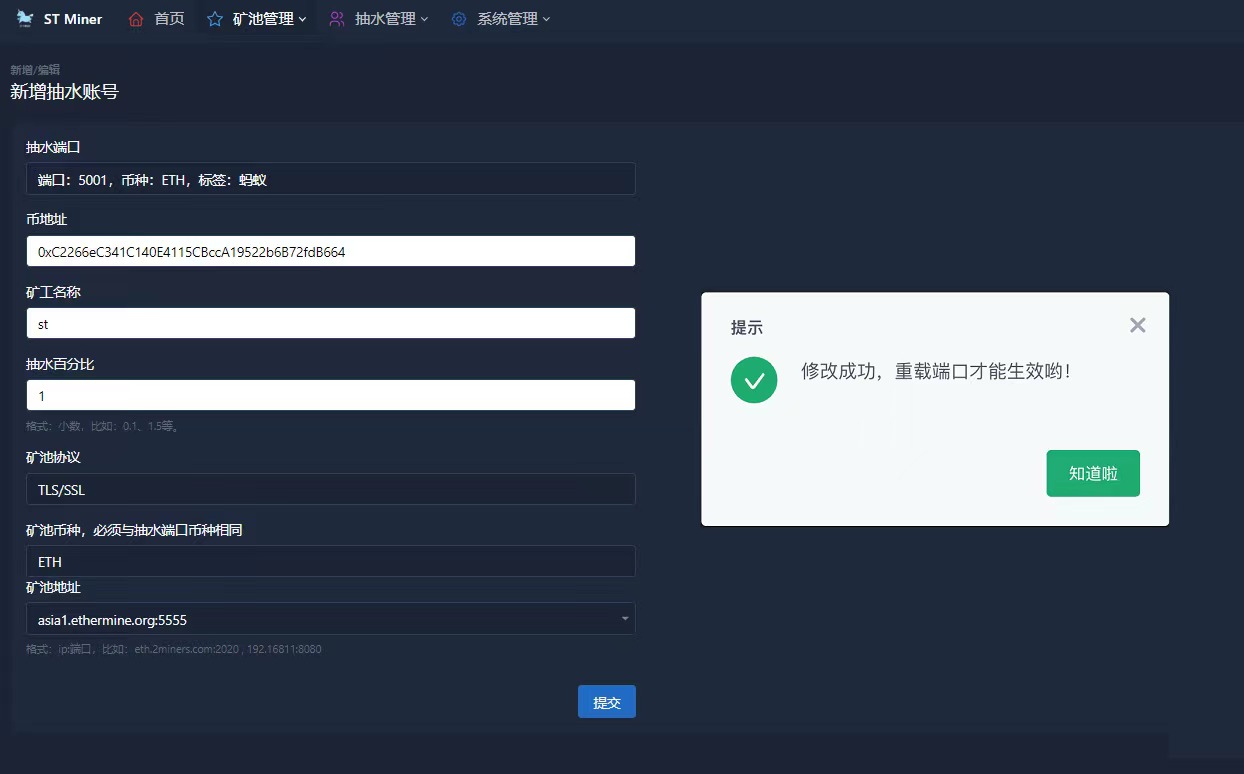 ST Miner 首页 矿池管理 抽水管理 系统管理
新增/编辑
新增抽水账号
抽水端口
端口：5001，币种：ETH，标签：蚂蚁
币地址
0xC2266eC341C140E4115CBccA19522b6B72fdB664
矿工名称
st
抽水百分比
1
格式：小数，比如：0.1、1.5等。
矿池协议
TLS/SSL
矿池币种，必须与抽水端口币种相同
ETH
矿池地址
asia1.ethermine.org:5555
格式：ip:端口，比如：eth.2miners.com:2020 , 192.168.1.1:8080
提交
提示
修改成功，重载端口才能生效哟！
知道啦